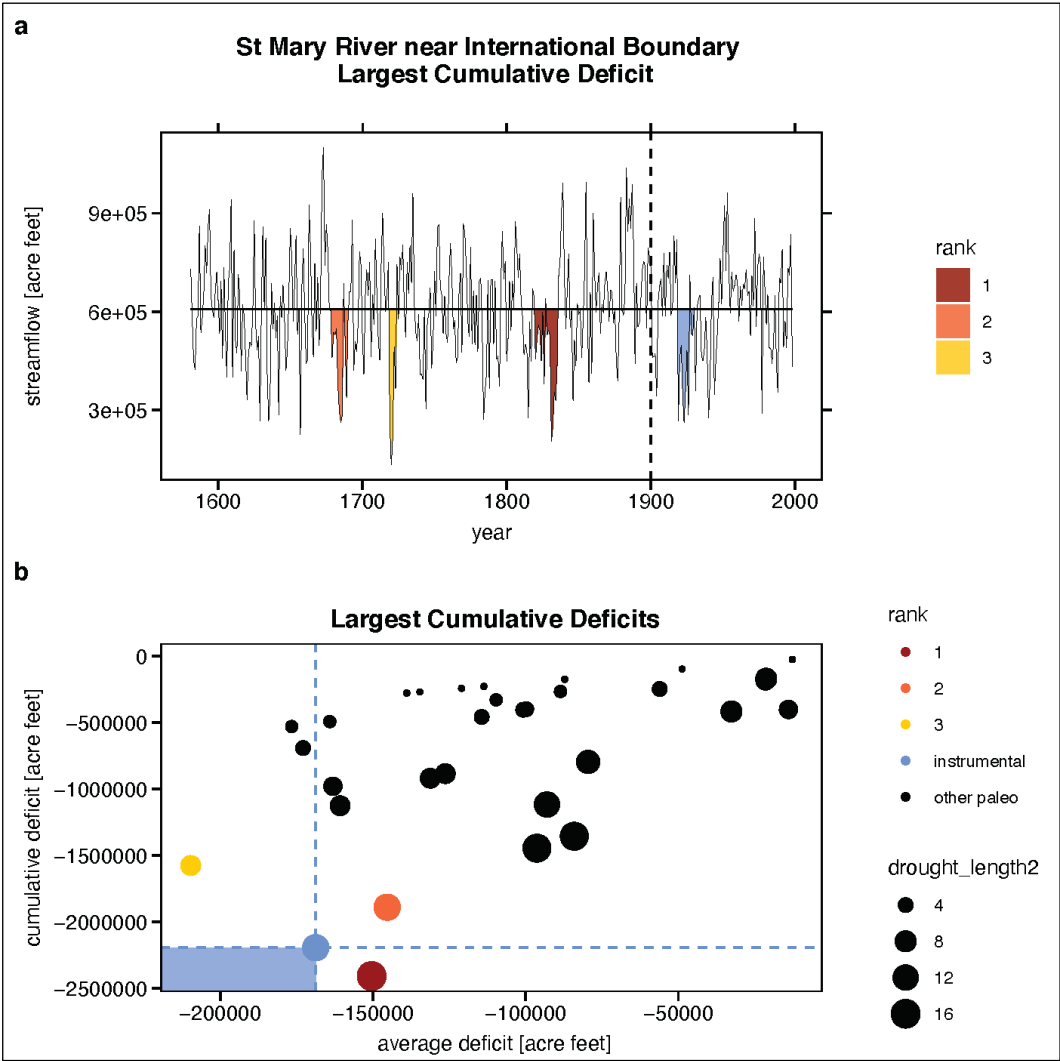 a
St Mary River near International Boundary
Largest Cumulative Deficit
streamflow [acre feet]
9e+05
6e+05
3e+05
1600 1700 1800 1900 2000
year
rank
1
2
3
b
Largest Cumulative Deficits
cumulative deficit [acre feet]
0
−500000
−1000000
−1500000
−2000000
−2500000
−200000 −150000 −100000 −50000
average deficit [acre feet]
rank
1
2
3
instrumental
other paleo
drought_length2
4
8
12
16